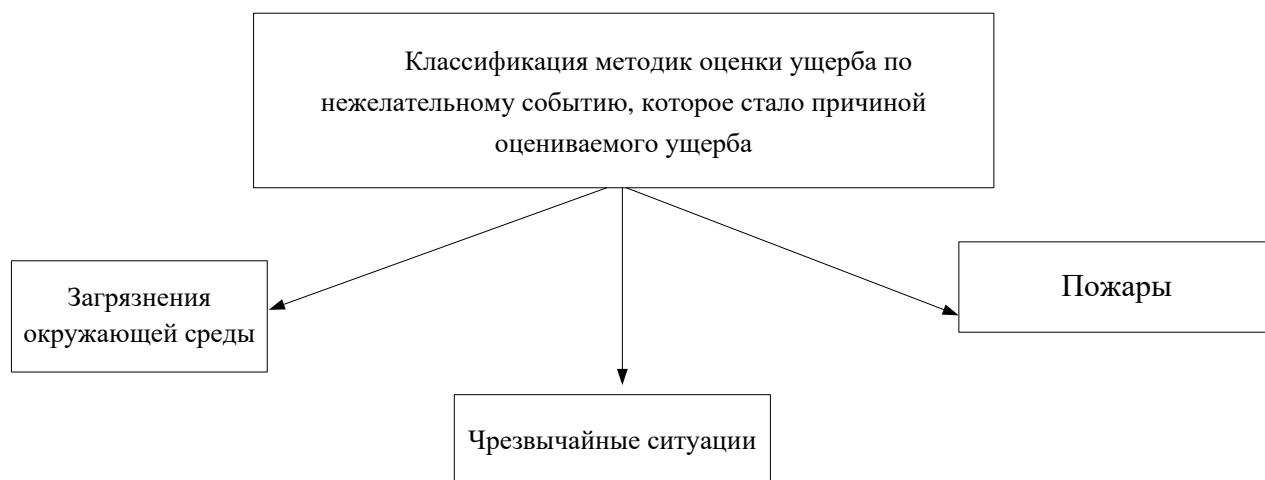 Классификация методик оценки ущерба по
нежелательному событию, которое стало причиной
оцениваемого ущерба
Загрязнения
окружающей среды
Пожары
Чрезвычайные ситуации